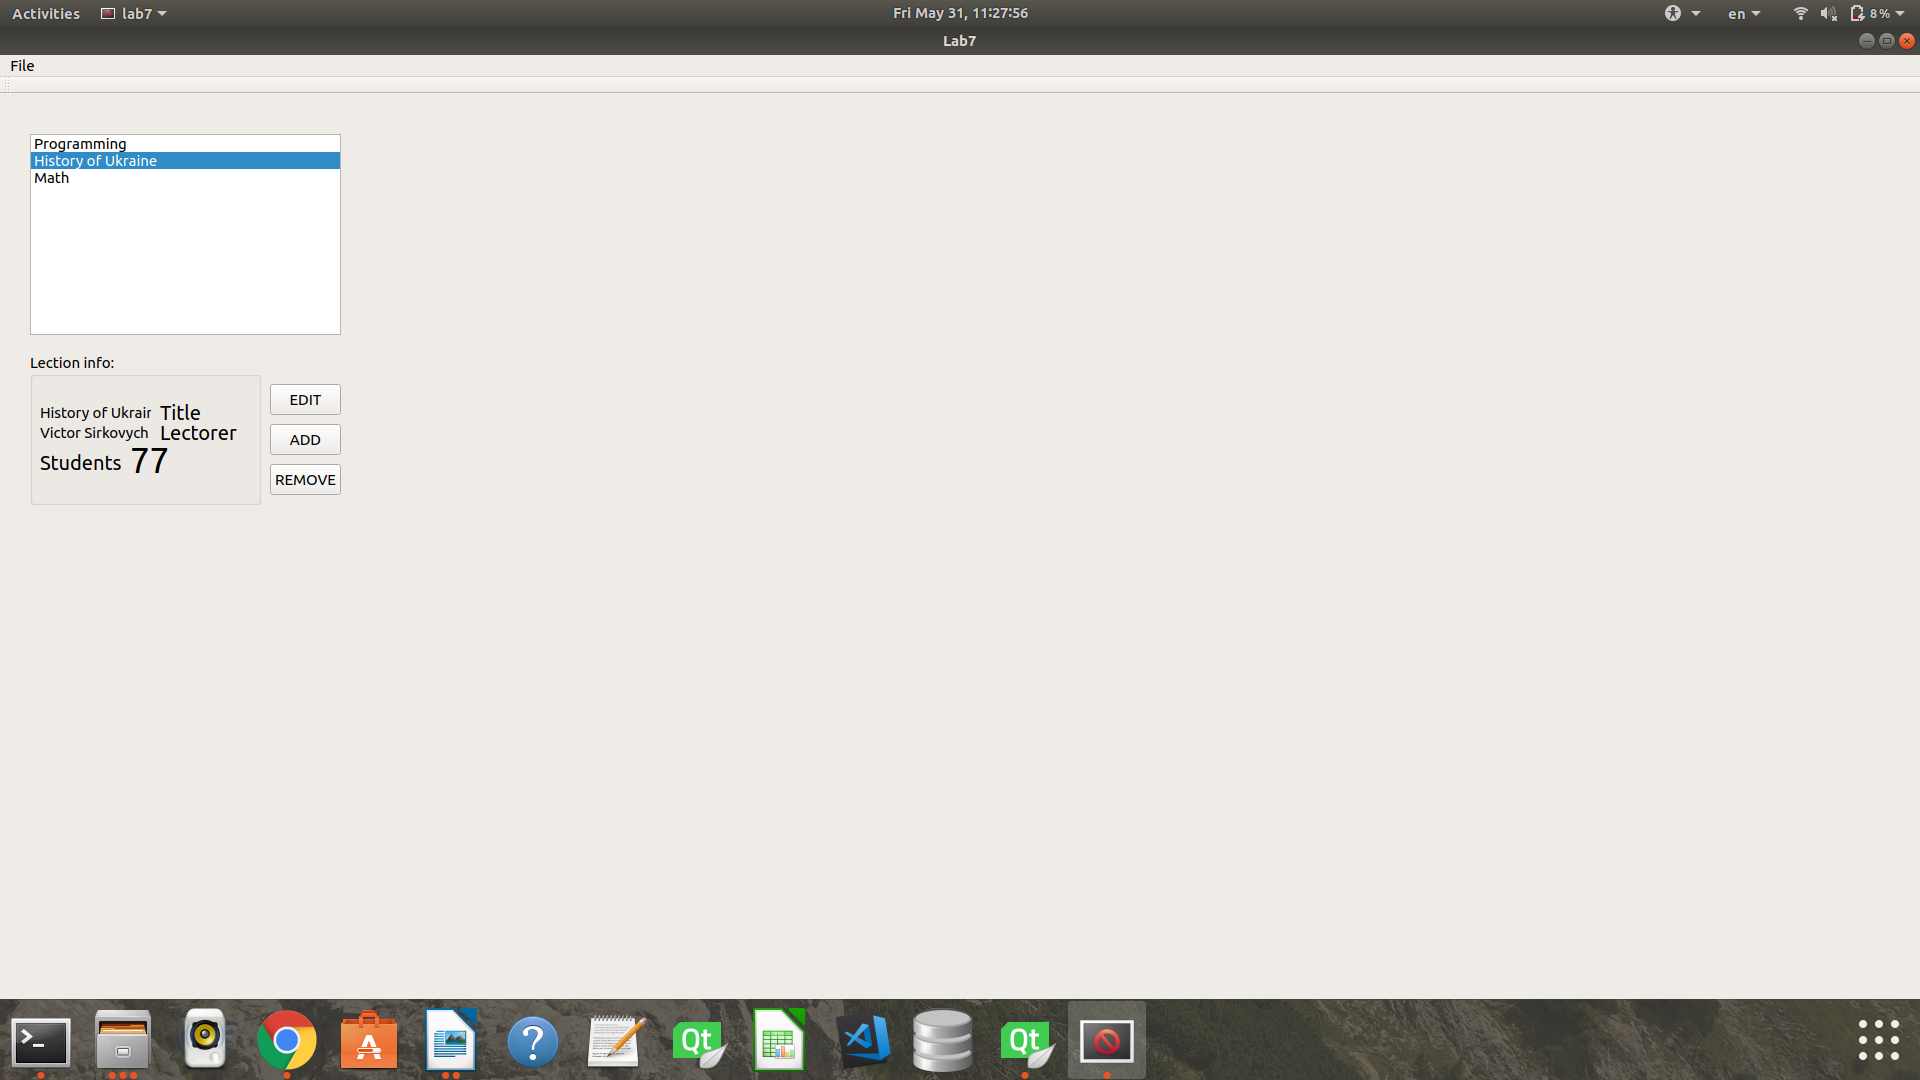 Activities lab7 Fri May 31, 11:27:56 en 8 %
Lab7
File
Programming
History of Ukraine
Math
Lection info:
History of Ukrair Title
Victor Sirkovych Lectorer
Students 77
EDIT
ADD
REMOVE
>_ A ? Qt Qt